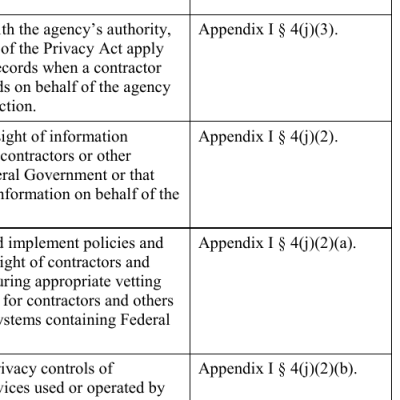 th the agency's authority,
of the Privacy Act apply
ecords when a contractor
ds on behalf of the agency
ction.
Appendix I § 4(j)(3).
ight of information
contractors or other
eral Government or that
nformation on behalf of the
Appendix I § 4(j)(2).
d implement policies and
ight of contractors and
uring appropriate vetting
for contractors and others
ystems containing Federal
Appendix I § 4(j)(2)(a).
rivacy controls of
vices used or operated by
Appendix I § 4(j)(2)(b).